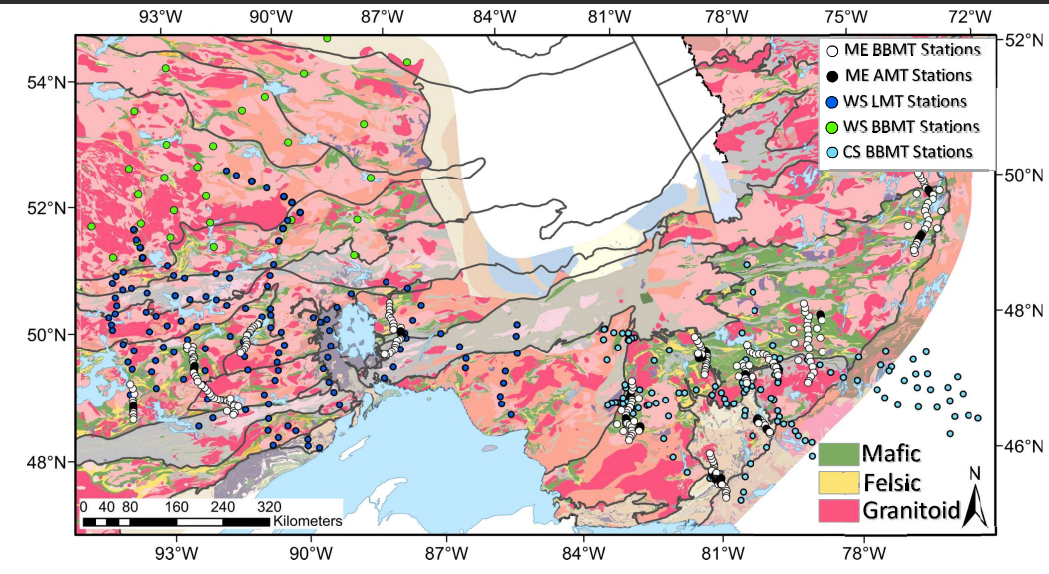 93°W 90°W 87°W 84°W 81°W 78°W 75°W 72°W
52°N
ME BBMT Stations
54°N
ME AMT Stations
WS LMT Stations
WS BBMT Stations
CS BBMT Stations
50°N
52°N
48°N
50°N
46°N
Mafic
48°N
Felsic
N
Granitoid
0 40 80 160 240 320
Kilometers
93°W 90°W 87°W 84°W 81°W 78°W